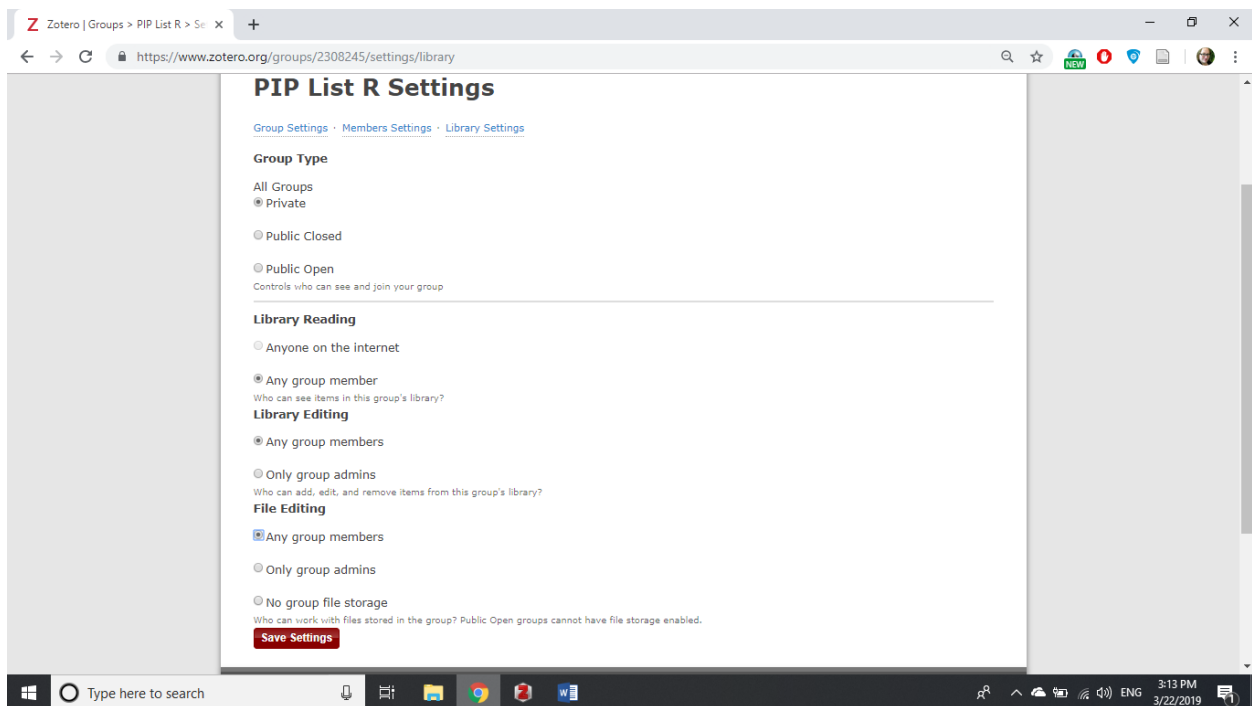 Zotero | Groups > PIP List R > Se
https://www.zotero.org/groups/2308245/settings/library
NEW
PIP List R Settings
Group Settings · Members Settings · Library Settings
Group Type
All Groups
Private
Public Closed
Public Open
Controls who can see and join your group
Library Reading
Anyone on the internet
Any group member
Who can see items in this group's library?
Library Editing
Any group members
Only group admins
Who can add, edit, and remove items from this group's library?
File Editing
Any group members
Only group admins
No group file storage
Who can work with files stored in the group? Public Open groups cannot have file storage enabled.
Save Settings
Type here to search
ENG
3:13 PM
3/22/2019